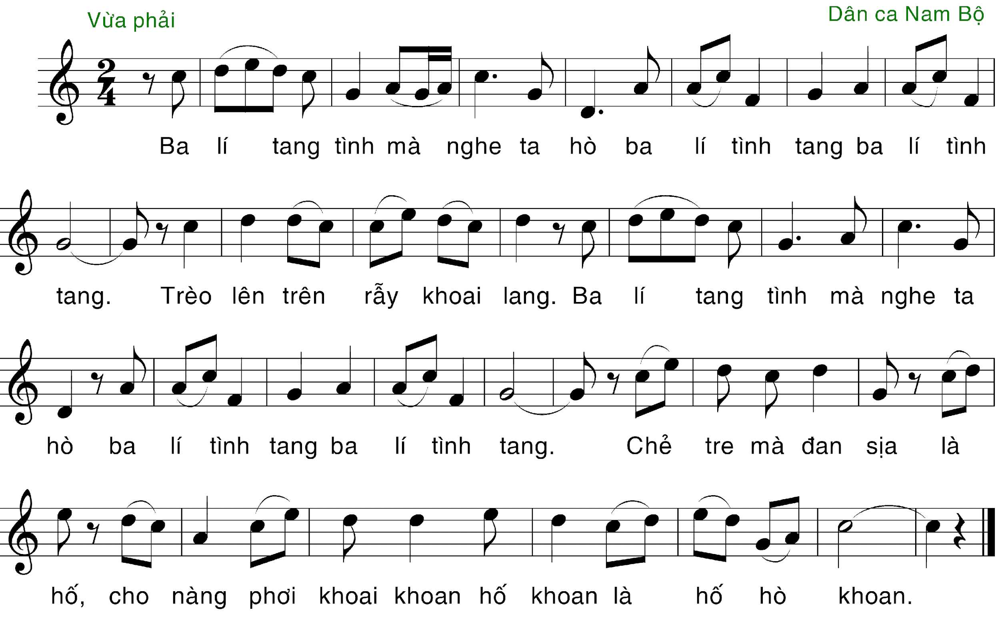 Vừa phải Dân ca Nam Bộ
2 4
Ba lí tang tình mà nghe ta hò ba lí tình tang ba lí tình
tang. Trèo lên trên rẫy khoai lang. Ba lí tang tình mà nghe ta
hò ba lí tình tang ba lí tình tang. Chẻ tre mà đan sịa là
hố, cho nàng phơi khoai khoan hố khoan là hố hò khoan.